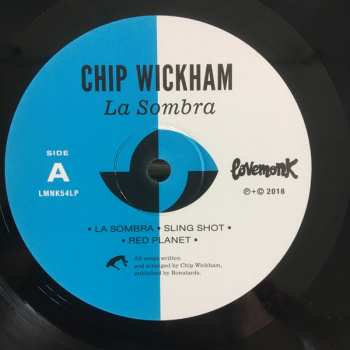 CHIP WICKHAM
La Sombra
SIDE
A
LMNK54LP
lovemonk
℗+© 2018
• LA SOMBRA • SLING SHOT •
• RED PLANET •
All songs written
and arranged by Chip Wickham,
published by Bonatarda.